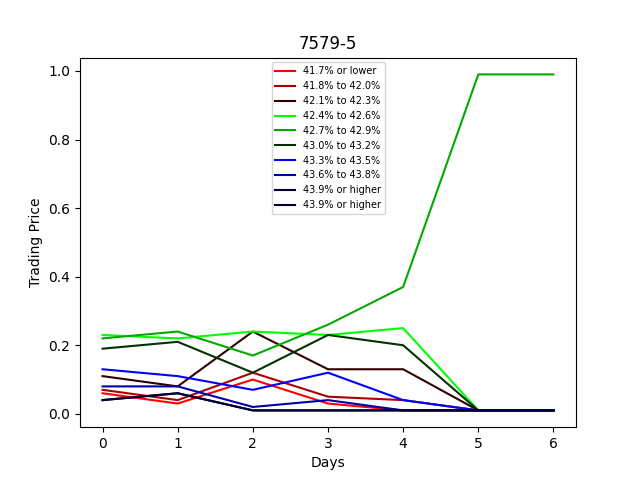 7579-5
41.7% or lower
41.8% to 42.0%
42.1% to 42.3%
42.4% to 42.6%
42.7% to 42.9%
43.0% to 43.2%
43.3% to 43.5%
43.6% to 43.8%
43.9% or higher
43.9% or higher
Trading Price
1.0
0.8
0.6
0.4
0.2
0.0
0 1 2 3 4 5 6
Days